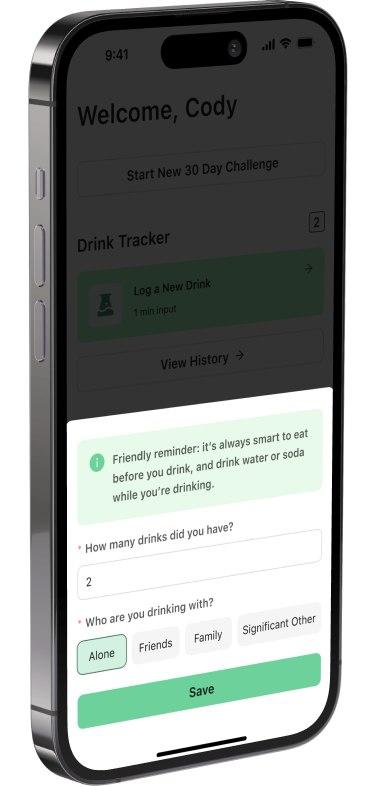 9:41
Welcome, Cody
Start New 30 Day Challenge
Drink Tracker
2
Log a New Drink
1 min input
View History →
Friendly reminder: it's always smart to eat
before you drink, and drink water or soda
while you're drinking.
* How many drinks did you have?
2
* Who are you drinking with?
Alone
Friends
Family
Significant Other
Save